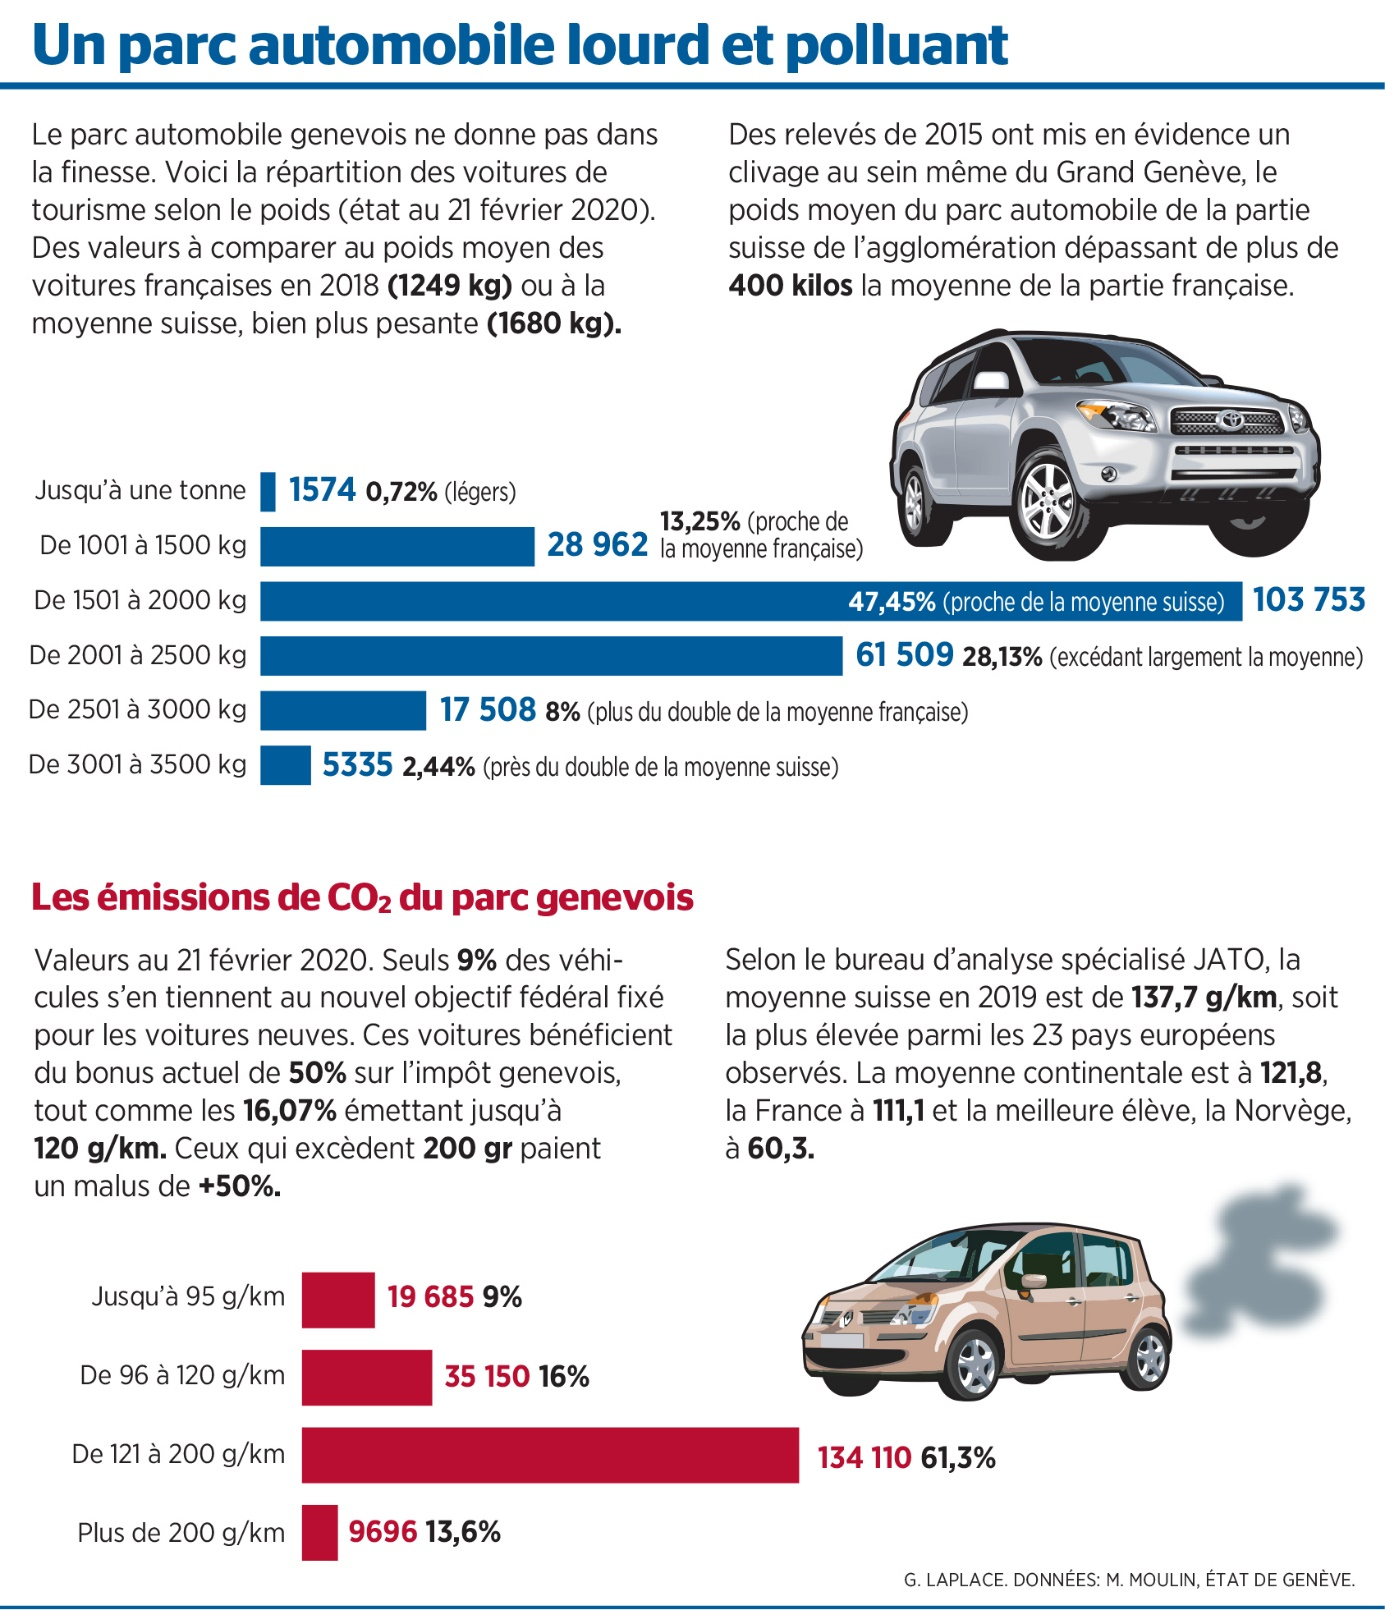 Un parc automobile lourd et polluant
Le parc automobile genevois ne donne pas dans
la finesse. Voici la répartition des voitures de
tourisme selon le poids (état au 21 février 2020).
Des valeurs à comparer au poids moyen des
voitures françaises en 2018 (1249 kg) ou à la
moyenne suisse, bien plus pesante (1680 kg).
Des relevés de 2015 ont mis en évidence un
clivage au sein même du Grand Genève, le
poids moyen du parc automobile de la partie
suisse de l’agglomération dépassant de plus de
400 kilos la moyenne de la partie française.
Jusqu’à une tonne 1574 0,72% (légers)
De 1001 à 1500 kg 28 962 13,25% (proche de
la moyenne française)
De 1501 à 2000 kg 47,45% (proche de la moyenne suisse) 103 753
De 2001 à 2500 kg 61 509 28,13% (excédant largement la moyenne)
De 2501 à 3000 kg 17 508 8% (plus du double de la moyenne française)
De 3001 à 3500 kg 5335 2,44% (près du double de la moyenne suisse)
Les émissions de CO₂ du parc genevois
Valeurs au 21 février 2020. Seuls 9% des véhi-
cules s’en tiennent au nouvel objectif fédéral fixé
pour les voitures neuves. Ces voitures bénéficient
du bonus actuel de 50% sur l’impôt genevois,
tout comme les 16,07% émettant jusqu’à
120 g/km. Ceux qui excèdent 200 gr paient
un malus de +50%.
Selon le bureau d’analyse spécialisé JATO, la
moyenne suisse en 2019 est de 137,7 g/km, soit
la plus élevée parmi les 23 pays européens
observés. La moyenne continentale est à 121,8,
la France à 111,1 et la meilleure élève, la Norvège,
à 60,3.
Jusqu’à 95 g/km 19 685 9%
De 96 à 120 g/km 35 150 16%
De 121 à 200 g/km 134 110 61,3%
Plus de 200 g/km 9696 13,6%
G. LAPLACE. DONNÉES: M. MOULIN, ÉTAT DE GENÈVE.